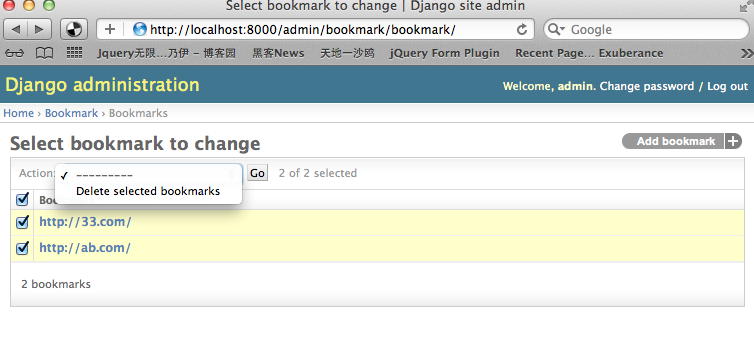 Select bookmark to change | Django site admin
http://localhost:8000/admin/bookmark/bookmark/
Google
Jquery无限...乃伊 - 博客园 黑客News 天地一沙鸥 jQuery Form Plugin Recent Page... Exuberance
Django administration
Welcome, admin. Change password / Log out
Home › Bookmark › Bookmarks
Select bookmark to change
Add bookmark
Action:
---------
Go
2 of 2 selected
Delete selected bookmarks
http://33.com/
http://ab.com/
2 bookmarks